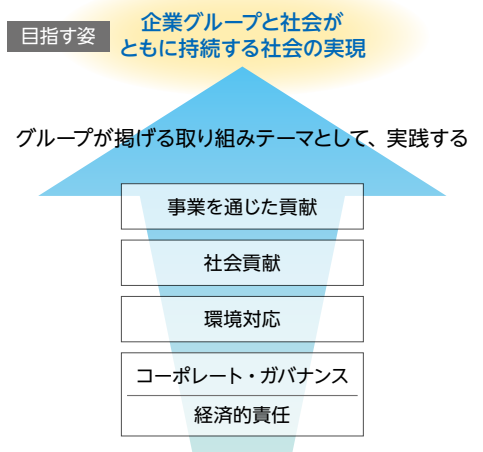 目指す姿
企業グループと社会が
ともに持続する社会の実現
グループが掲げる取り組みテーマとして、実践する
事業を通じた貢献
社会貢献
環境対応
コーポレート・ガバナンス
経済的責任